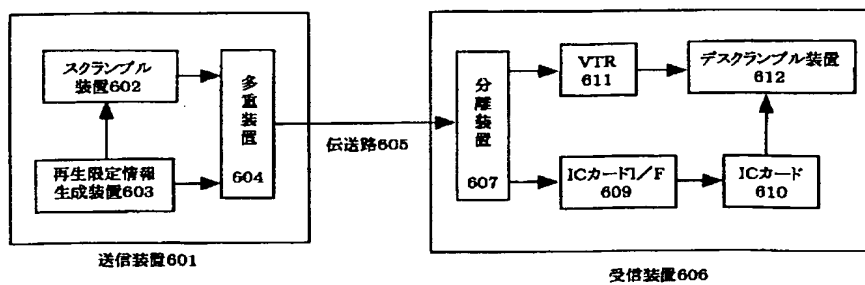 スクランブル
装置602
再生限定情報
生成装置603
多重装置
604
送信装置601
伝送路605
分離装置
607
VTR
611
デスクランブル装置
612
ICカードI/F
609
ICカード
610
受信装置606